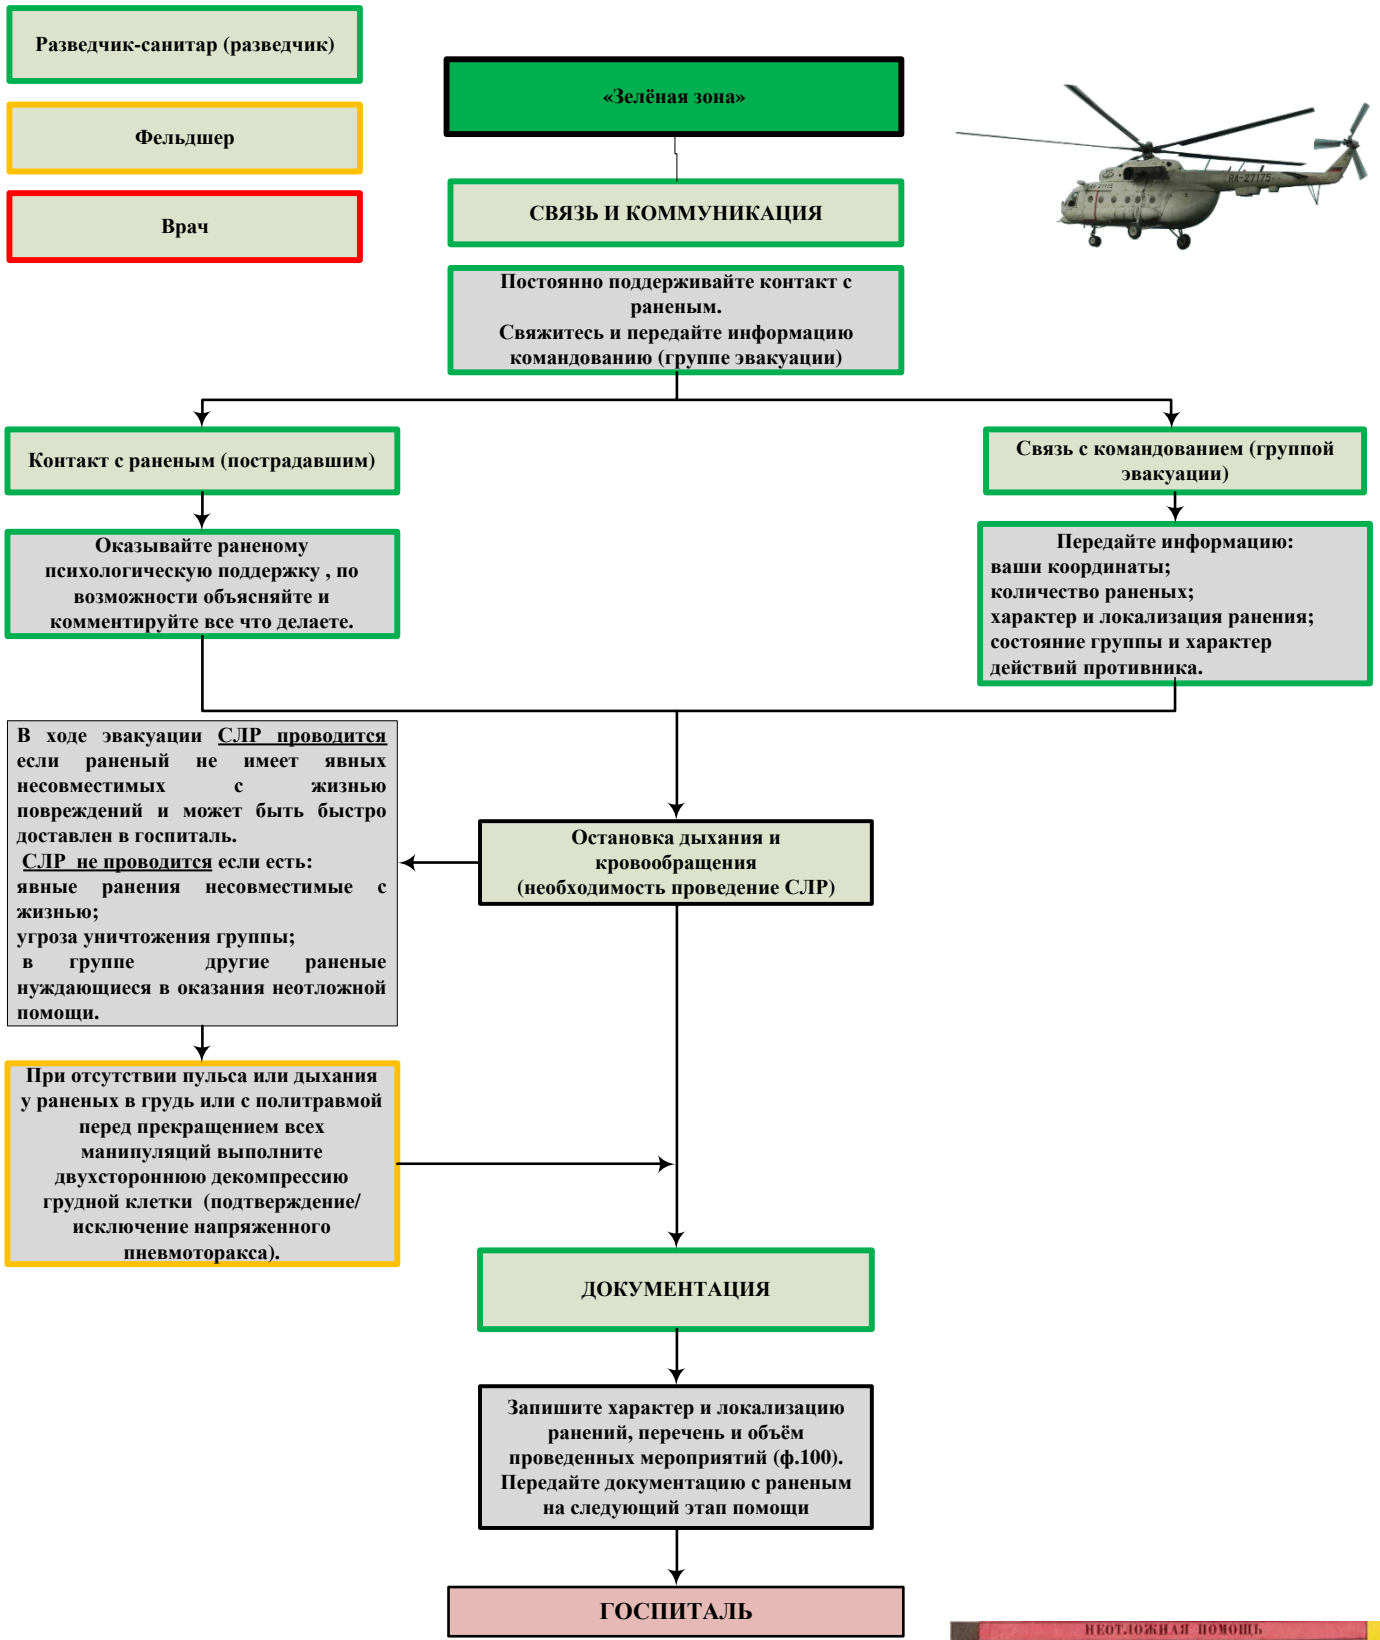 Разведчик-санитар (разведчик)
Фельдшер
Врач
«Зелёная зона»
RA-27175
СВЯЗЬ И КОММУНИКАЦИЯ
Постоянно поддерживайте контакт с
раненым.
Свяжитесь и передайте информацию
командованию (группе эвакуации)
Контакт с раненым (пострадавшим)
Связь с командованием (группой
эвакуации)
Оказывайте раненому
психологическую поддержку , по
возможности объясняйте и
комментируйте все что делаете.
Передайте информацию:
ваши координаты;
количество раненых;
характер и локализация ранения;
состояние группы и характер
действий противника.
В ходе эвакуации СЛР проводится
если раненый не имеет явных
несовместимых с жизнью
повреждений и может быть быстро
доставлен в госпиталь.
СЛР не проводится если есть:
явные ранения несовместимые с
жизнью;
угроза уничтожения группы;
в группе другие раненые
нуждающиеся в оказания неотложной
помощи.
Остановка дыхания и
кровообращения
(необходимость проведение СЛР)
При отсутствии пульса или дыхания
у раненых в грудь или с политравмой
перед прекращением всех
манипуляций выполните
двухстороннюю декомпрессию
грудной клетки (подтверждение/
исключение напряженного
пневмоторакса).
ДОКУМЕНТАЦИЯ
Запишите характер и локализацию
ранений, перечень и объём
проведенных мероприятий (ф.100).
Передайте документацию с раненым
на следующий этап помощи
ГОСПИТАЛЬ
НЕОТЛОЖНАЯ ПОМОЩЬ